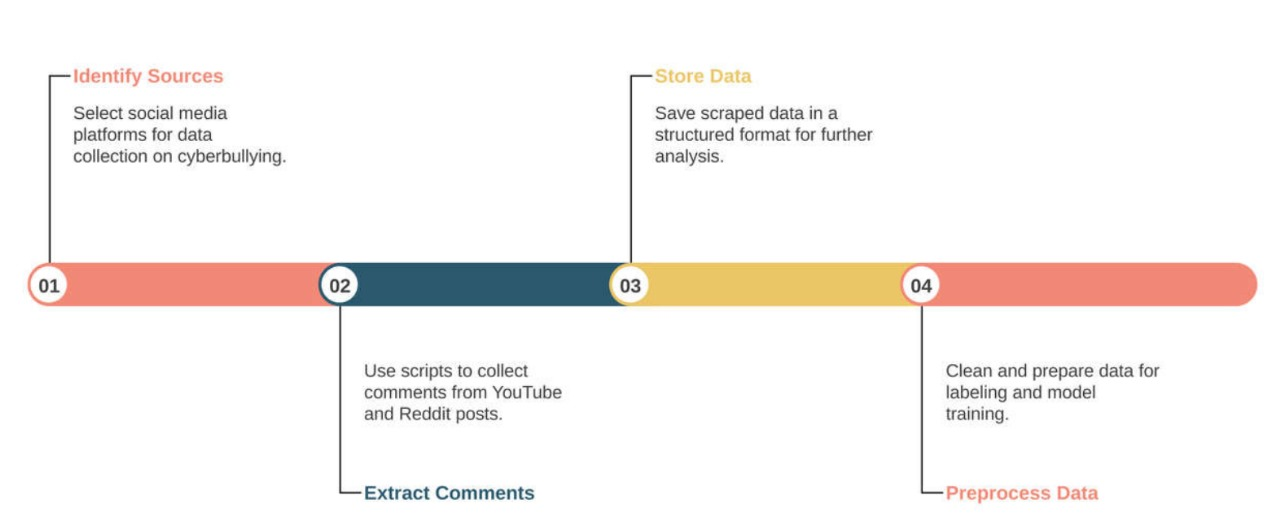 Identify Sources
Select social media
platforms for data
collection on cyberbullying.
Store Data
Save scraped data in a
structured format for further
analysis.
01
02
03
04
Use scripts to collect
comments from YouTube
and Reddit posts.
Extract Comments
Clean and prepare data for
labeling and model
training.
Preprocess Data